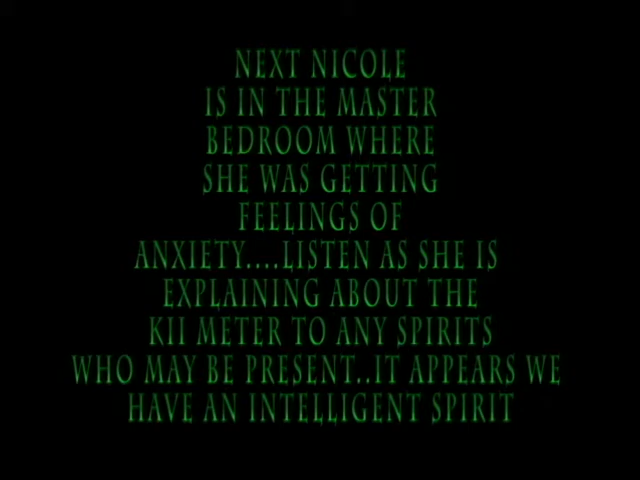 NEXT NICOLE
IS IN THE MASTER
BEDROOM WHERE
SHE WAS GETTING
FEELINGS OF
ANXIETY....LISTEN AS SHE IS
EXPLAINING ABOUT THE
KII METER TO ANY SPIRITS
WHO MAY BE PRESENT..IT APPEARS WE
HAVE AN INTELLIGENT SPIRIT